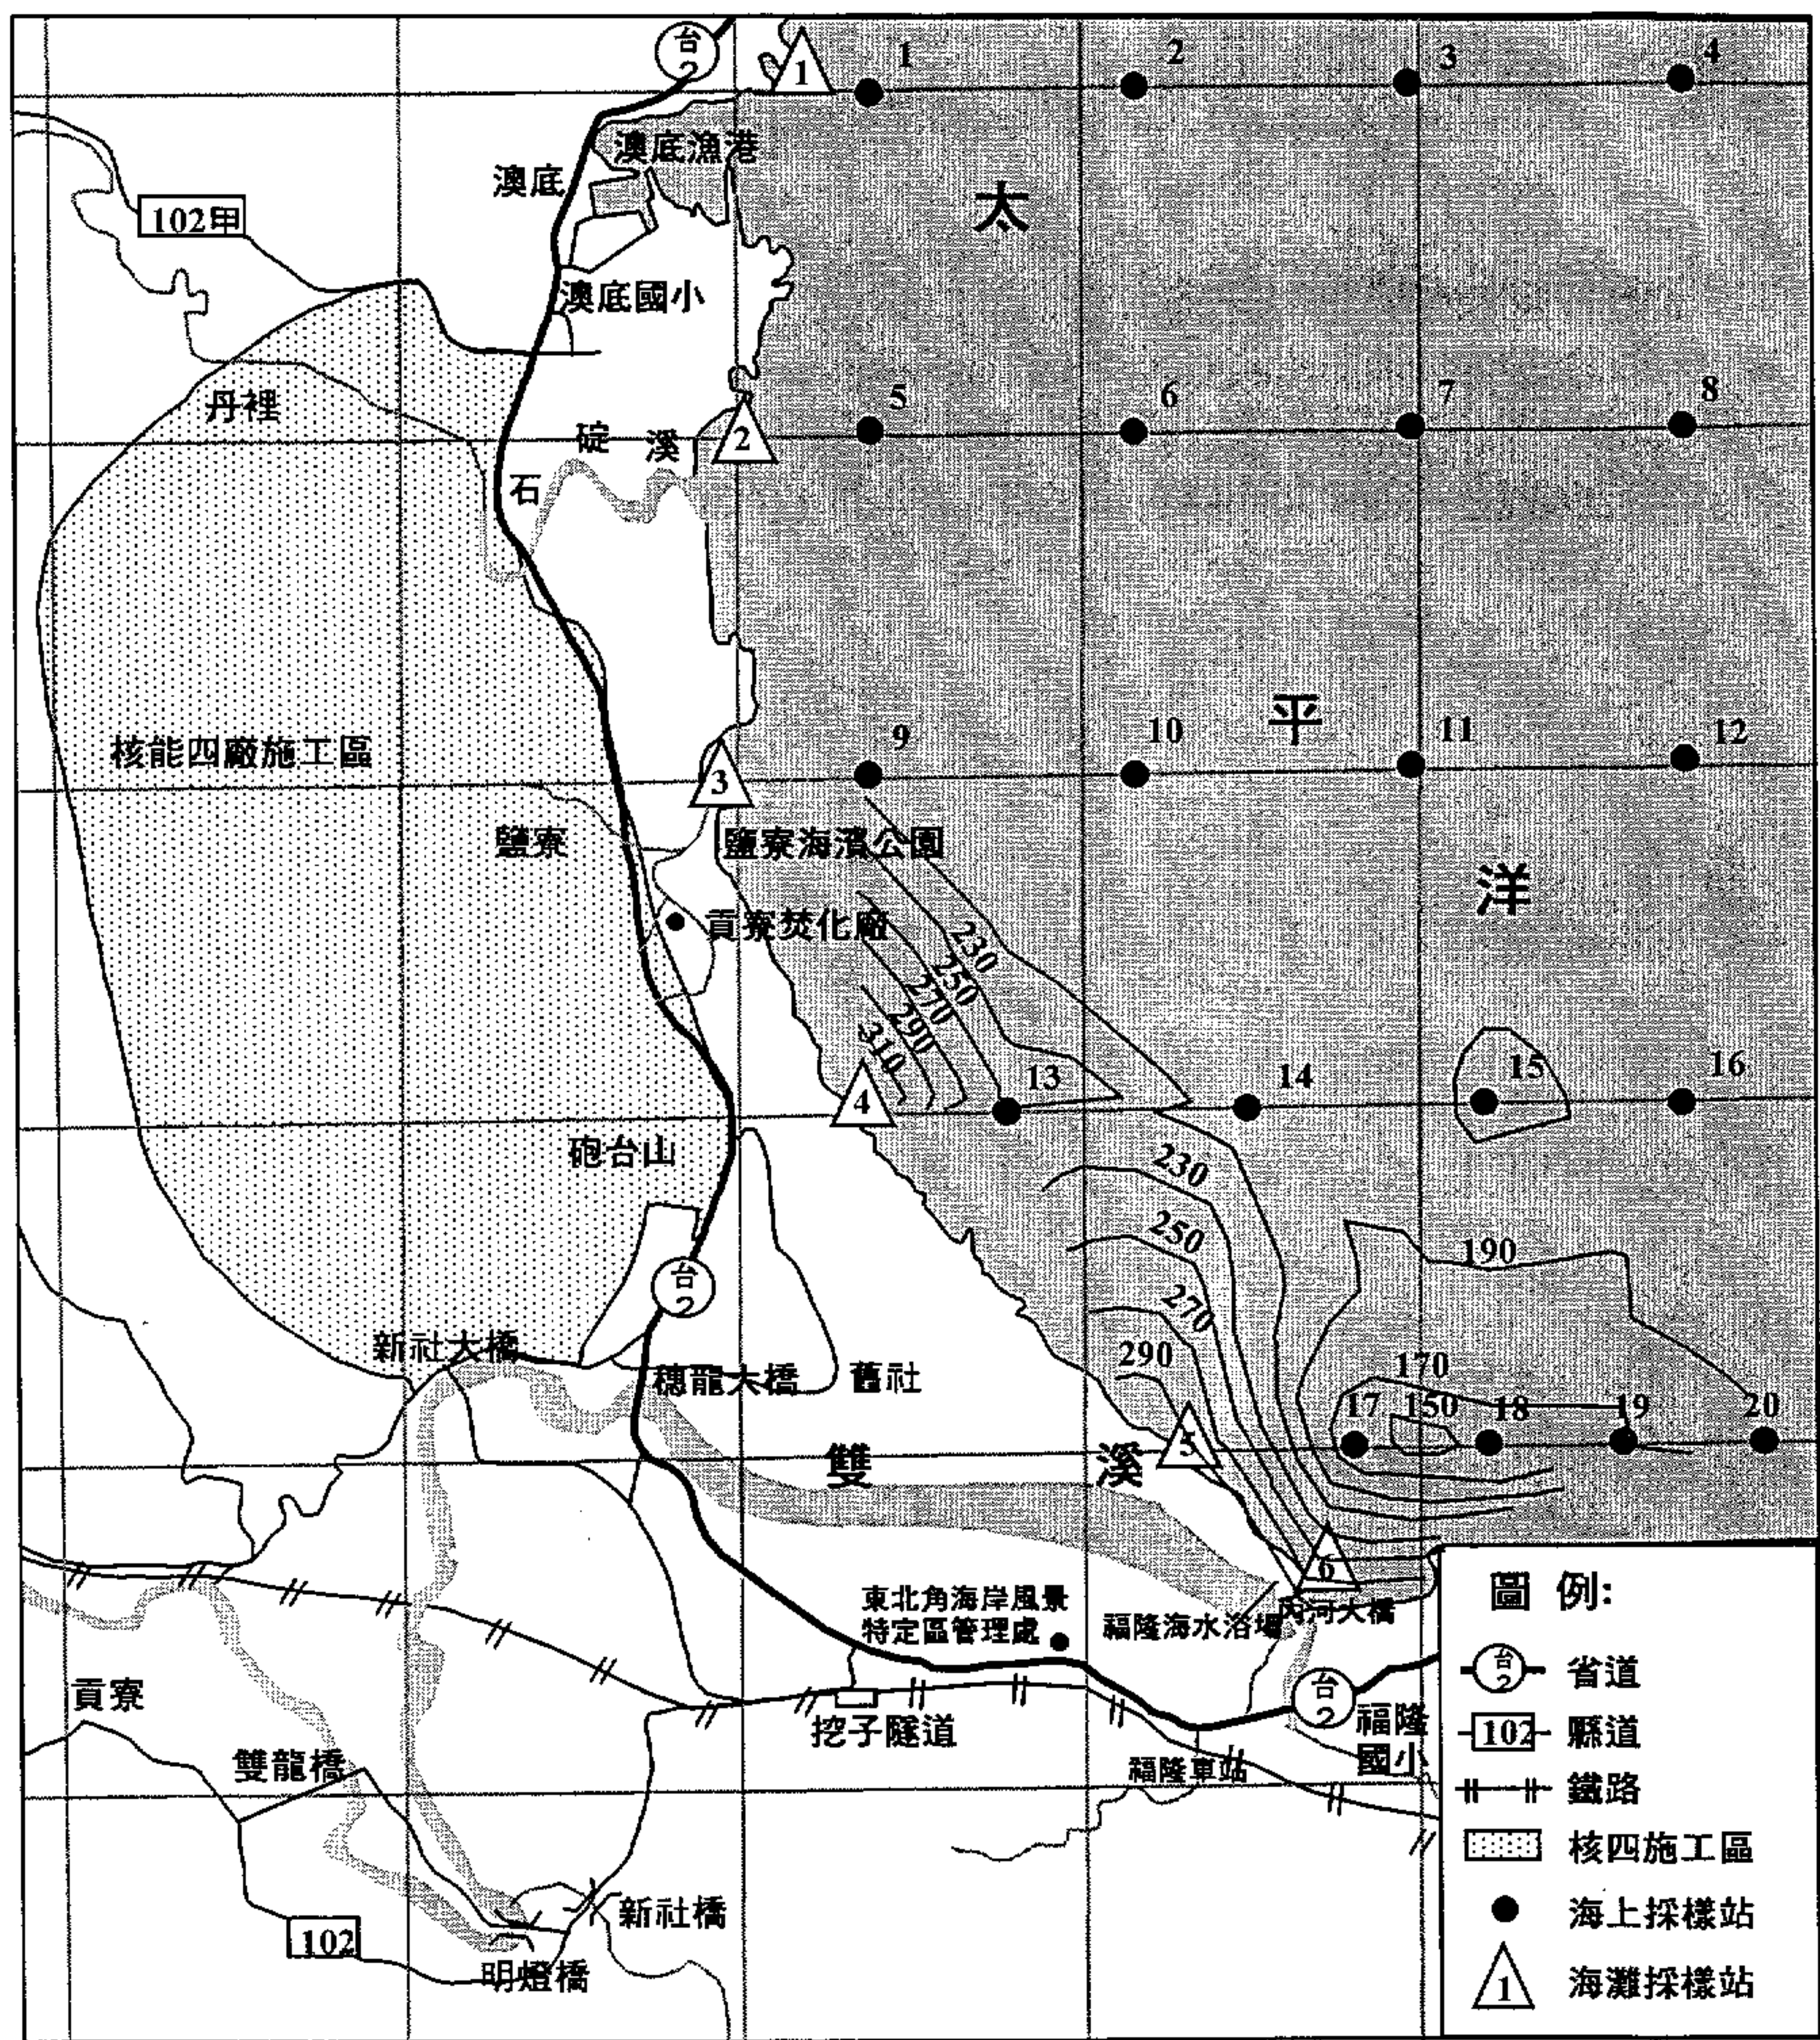 台2
1
1
2
3
4
澳底漁港
澳底
太
102甲
澳底國小
丹裡
5
6
7
8
石碇溪
2
平
9
10
11
12
核能四廠施工區
3
鹽寮
鹽寮海濱公園
洋
貢寮焚化廠
230
250
270
290
310
4
13
14
15
16
砲台山
230
250
270
290
190
170
150
台2
新社大橋
穗龍大橋
舊社
17
18
19
20
雙溪
5
6
東北角海岸風景
特定區管理處
福隆海水浴場
內河大橋
貢寮
挖子隧道
台2
福隆
國小
福隆車站
雙龍橋
新社橋
102
明燈橋
圖 例:
台2 省道
102 縣道
鐵路
核四施工區
海上採樣站
1 海灘採樣站